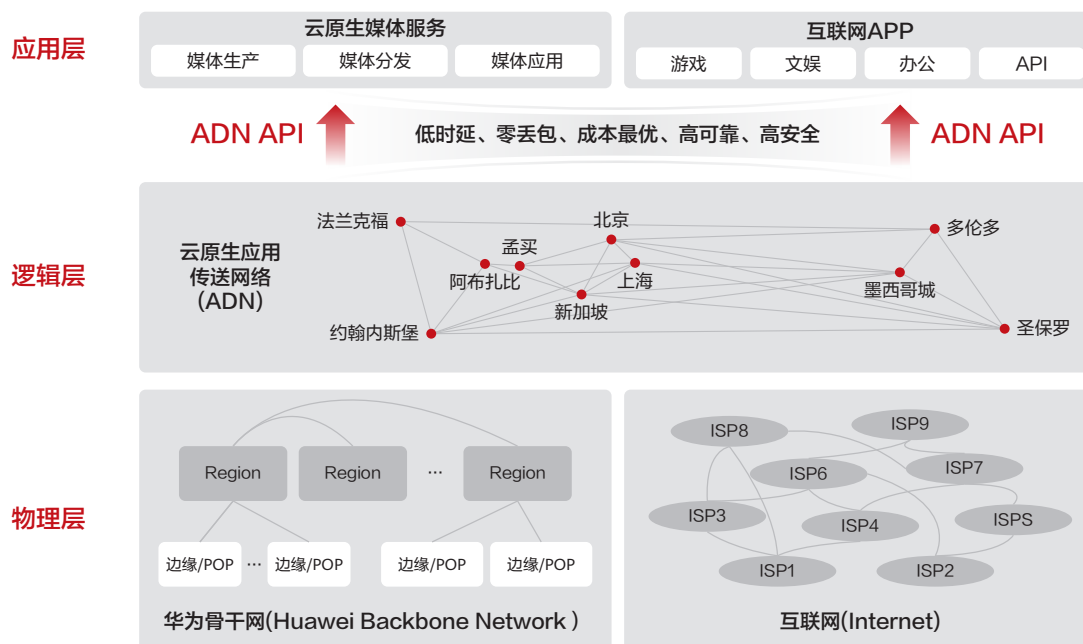 应用层
云原生媒体服务
媒体生产
媒体分发
媒体应用
互联网APP
游戏
文娱
办公
API
ADN API
低时延、零丢包、成本最优、高可靠、高安全
ADN API
逻辑层
云原生应用
传送网络
(ADN)
法兰克福
北京
多伦多
孟买
阿布扎比
上海
墨西哥城
新加坡
约翰内斯堡
圣保罗
物理层
Region
Region
...
Region
边缘/POP
...
边缘/POP
边缘/POP
边缘/POP
华为骨干网(Huawei Backbone Network )
ISP8
ISP9
ISP6
ISP7
ISP3
ISP4
ISPS
ISP1
ISP2
互联网(Internet)